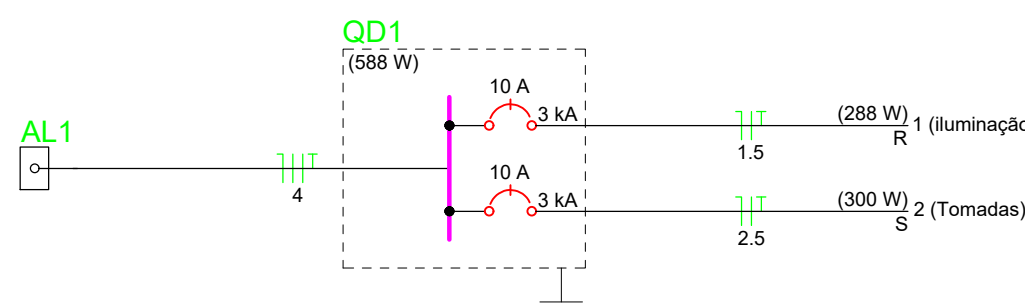 QD1
(588 W)
10 A
3 kA
(288 W) 1 (iluminação
R
1.5
AL1
4
10 A
3 kA
(300 W) 2 (Tomadas)
S
2.5